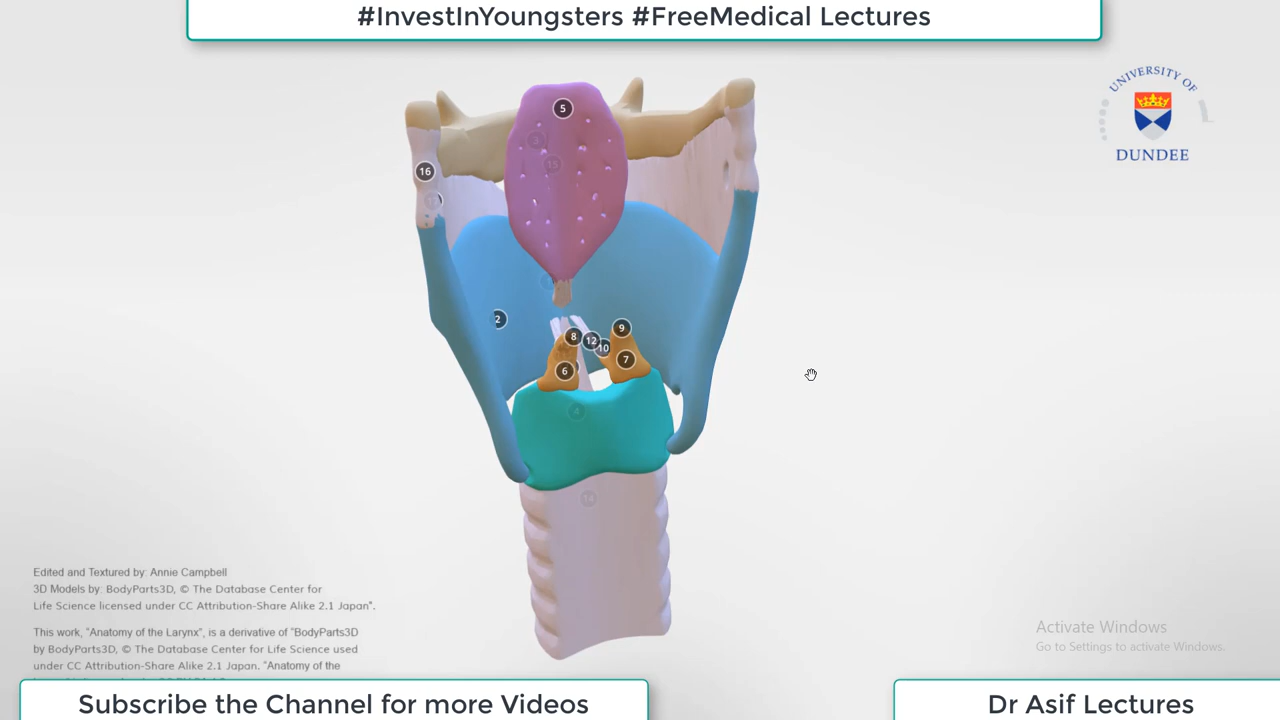 #InvestInYoungsters #FreeMedical Lectures
UNIVERSITY OF
DUNDEE
5
3
15
16
2
9
8
12
10
7
6
4
14
Edited and Textured by: Annie Campbell
3D Models by: BodyParts3D, © The Database Center for
Life Science licensed under CC Attribution-Share Alike 2.1 Japan".
This work, "Anatomy of the Larynx", is a derivative of "BodyParts3D
by BodyParts3D, © The Database Center for Life Science used
under CC Attribution-Share Alike 2.1 Japan. "Anatomy of the
Activate Windows
Go to Settings to activate Windows.
Subscribe the Channel for more Videos
Dr Asif Lectures